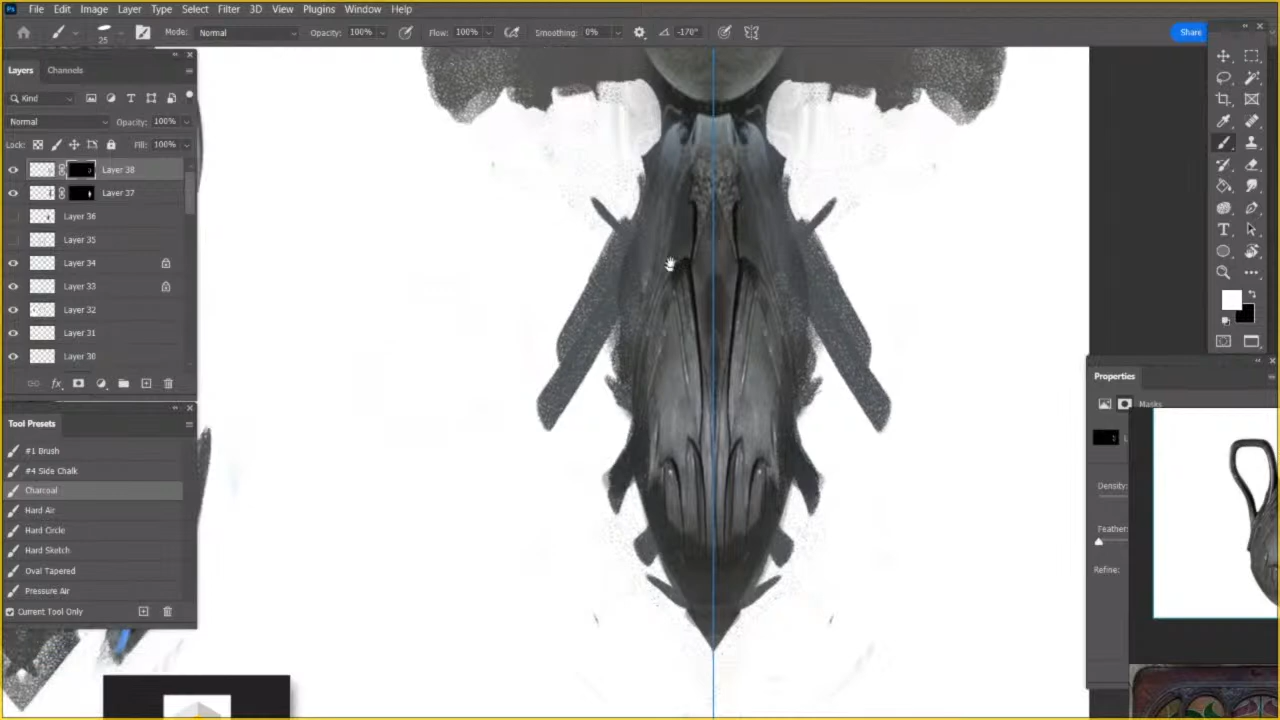 Ps File Edit Image Layer Type Select Filter 3D View Plugins Window Help
25 Mode: Normal Opacity: 100% Flow: 100% Smoothing: 0% -170° Share
Layers Channels
Kind
Normal Opacity: 100%
Lock: Fill: 100%
Layer 38
Layer 37
Layer 36
Layer 35
Layer 34
Layer 33
Layer 32
Layer 31
Layer 30
fx
Tool Presets
#1 Brush
#4 Side Chalk
Charcoal
Hard Air
Hard Circle
Hard Sketch
Oval Tapered
Pressure Air
Current Tool Only
Properties
Masks
Density:
Feather:
Refine: